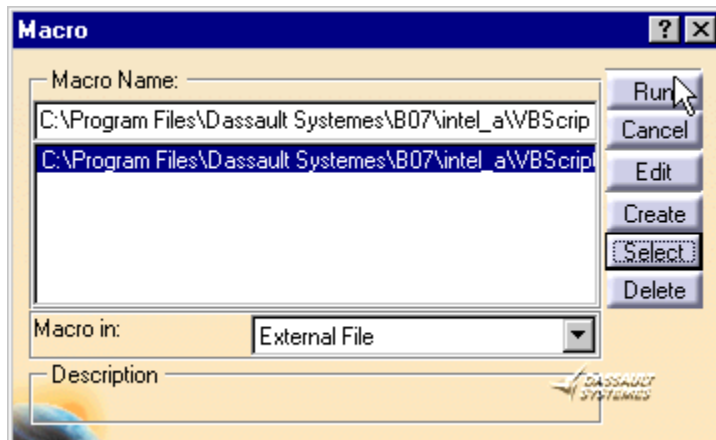 Macro
Macro Name:
C:\Program Files\Dassault Systemes\B07\intel_a\VBScrip
C:\Program Files\Dassault Systemes\B07\intel_a\VBScript
Run
Cancel
Edit
Create
Select
Delete
Macro in:
External File
Description
DASSAULT
SYSTEMES